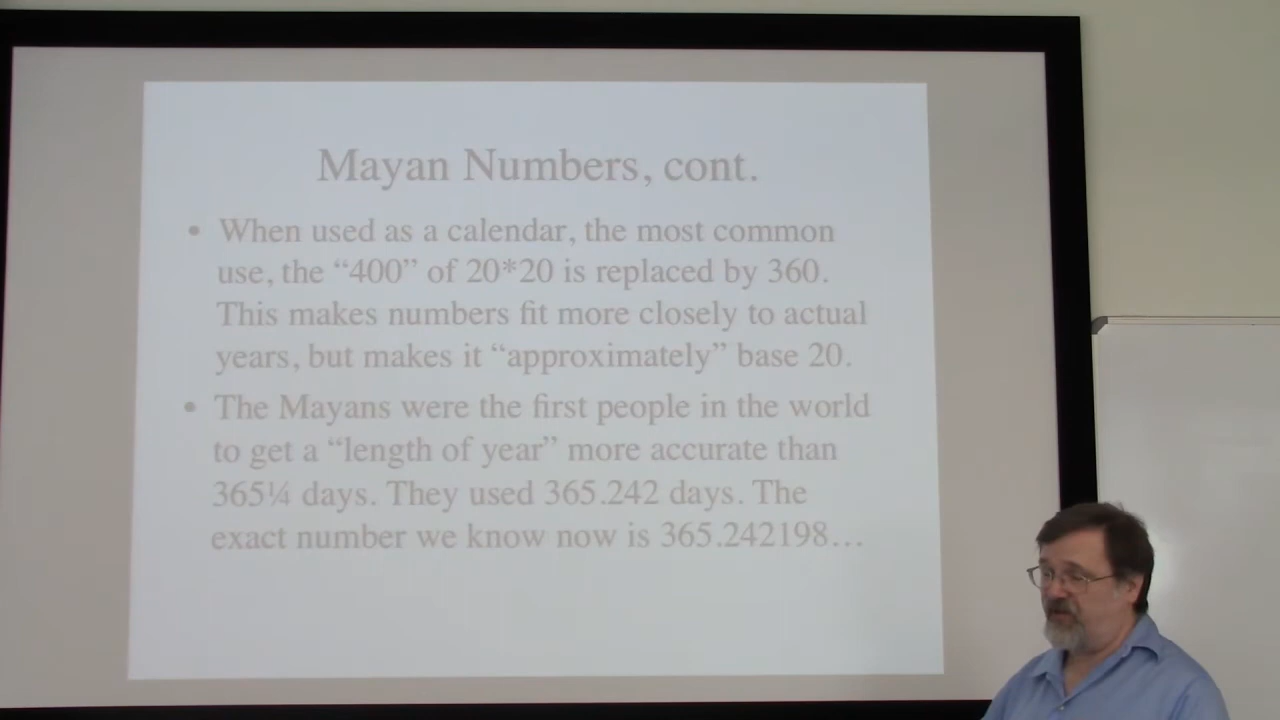 Mayan Numbers, cont.
• When used as a calendar, the most common
use, the “400” of 20*20 is replaced by 360.
This makes numbers fit more closely to actual
years, but makes it “approximately” base 20.
• The Mayans were the first people in the world
to get a “length of year” more accurate than
365¼ days. They used 365.242 days. The
exact number we know now is 365.242198…